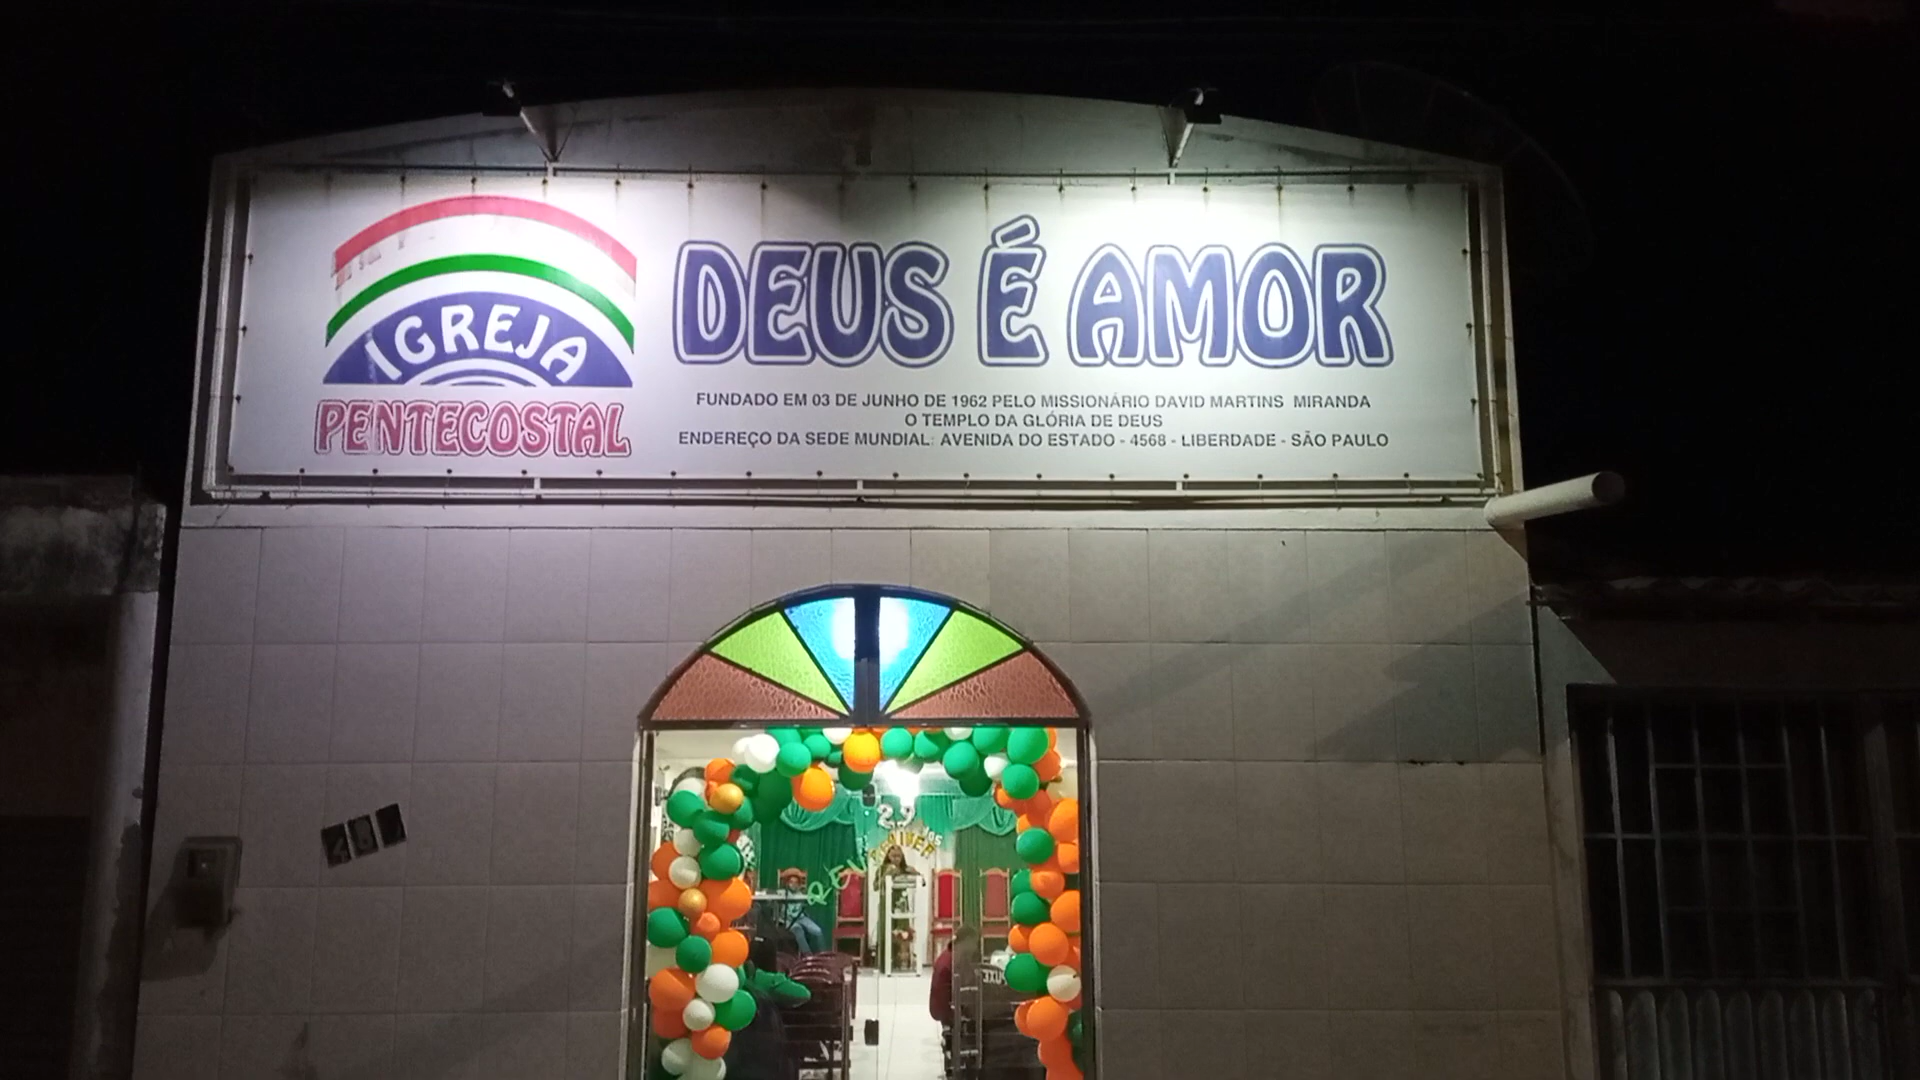 IGREJA
PENTECOSTAL
DEUS É AMOR
FUNDADO EM 03 DE JUNHO DE 1962 PELO MISSIONÁRIO DAVID MARTINS MIRANDA
O TEMPLO DA GLÓRIA DE DEUS
ENDEREÇO DA SEDE MUNDIAL: AVENIDA DO ESTADO - 4568 - LIBERDADE - SÃO PAULO